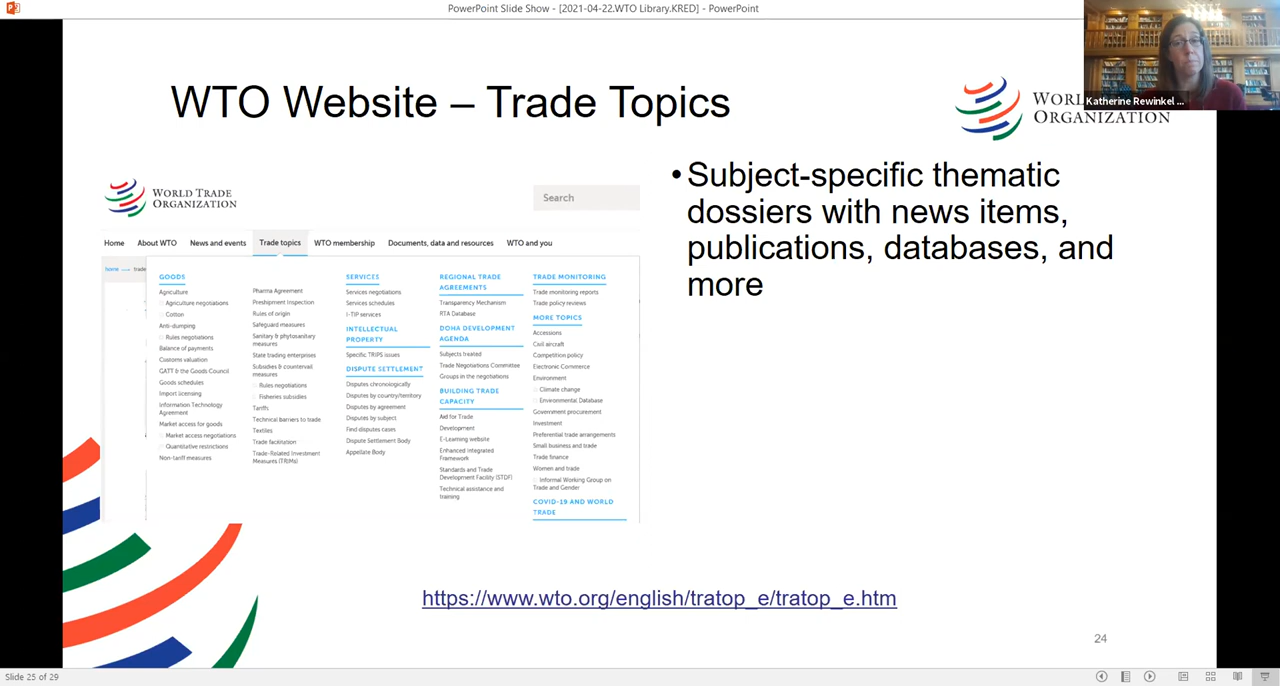 PowerPoint Slide Show - [2021-04-22.WTO Library.KRED] - PowerPoint
Katherine Rewinkel ...
WTO Website – Trade Topics
WORL
ORGANIZATION
WORLD TRADE
ORGANIZATION
Search
Home About WTO News and events Trade topics WTO membership Documents, data and resources WTO and you
home trade
GOODS
Agriculture
Agriculture negotiations
Cotton
Anti-dumping
Rules negotiations
Balance of payments
Customs valuation
GATT & the Goods Council
Goods schedules
Import licensing
Information Technology
Agreement
Market access for goods
Market access negotiations
Quantitative restrictions
Non-tariff measures
Pharma Agreement
Preshipment Inspection
Rules of origin
Safeguard measures
Sanitary & phytosanitary
measures
State trading enterprises
Subsidies & countervail
measures
Rules negotiations
Fisheries subsidies
Tariffs
Technical barriers to trade
Textiles
Trade facilitation
Trade-Related Investment
Measures (TRIMs)
SERVICES
Services negotiations
Services schedules
I-TIP services
INTELLECTUAL
PROPERTY
Specific TRIPS issues
DISPUTE SETTLEMENT
Disputes chronologically
Disputes by country/territory
Disputes by agreement
Disputes by subject
Find disputes cases
Dispute Settlement Body
Appellate Body
REGIONAL TRADE
AGREEMENTS
Transparency Mechanism
RTA Database
DOHA DEVELOPMENT
AGENDA
Subjects treated
Trade Negotiations Committee
Groups in the negotiations
BUILDING TRADE
CAPACITY
Aid for Trade
Development
E-Learning website
Enhanced Integrated
Framework
Standards and Trade
Development Facility (STDF)
Technical assistance and
training
TRADE MONITORING
Trade monitoring reports
Trade policy reviews
MORE TOPICS
Accessions
Civil aircraft
Competition policy
Electronic Commerce
Environment
Climate change
Environmental Database
Government procurement
Investment
Preferential trade arrangements
Small business and trade
Trade finance
Women and trade
Informal Working Group on
Trade and Gender
COVID-19 AND WORLD
TRADE
• Subject-specific thematic
dossiers with news items,
publications, databases, and
more
https://www.wto.org/english/tratop_e/tratop_e.htm
24
Slide 25 of 29